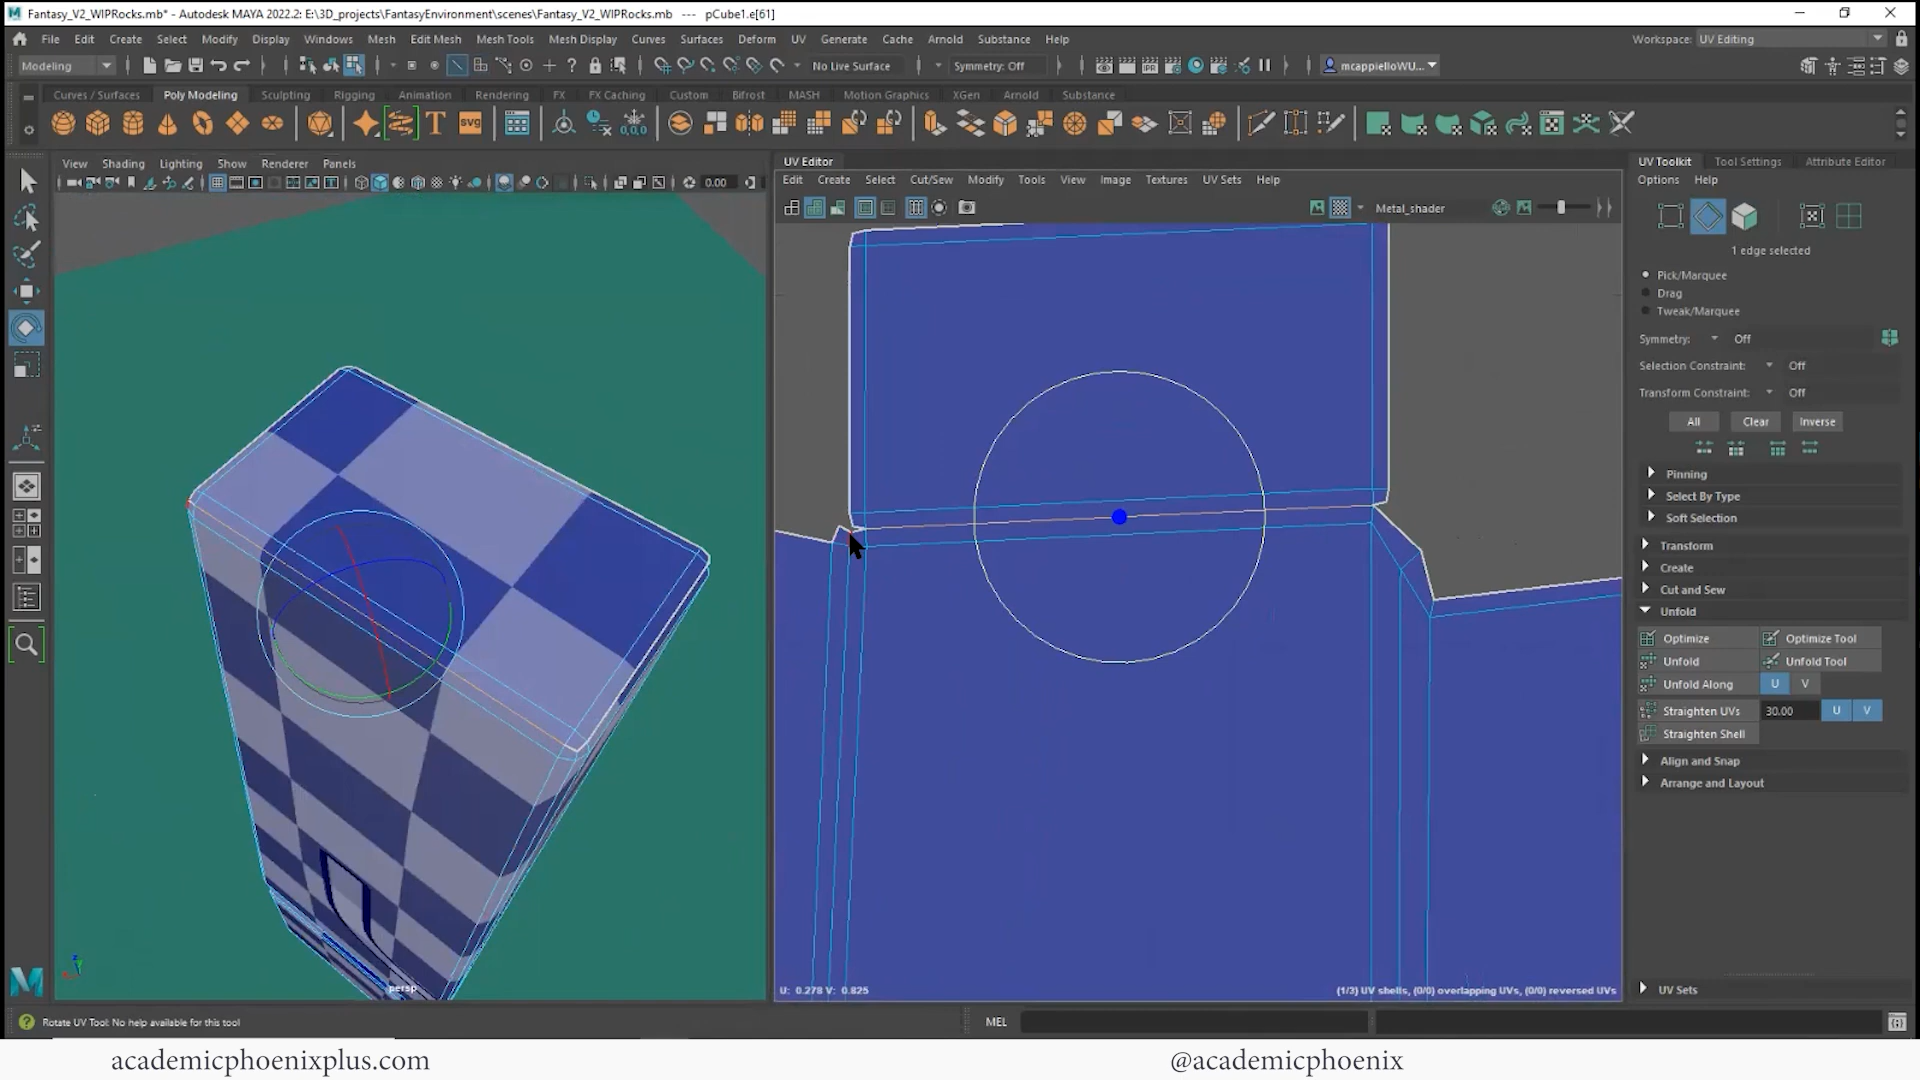 Fantasy_V2_WIPRocks.mb* - Autodesk MAYA 2022.2: E:\3D_projects\FantasyEnvironment\scenes\Fantasy_V2_WIPRocks.mb --- pCube1.e[61]
File Edit Create Select Modify Display Windows Mesh Edit Mesh Mesh Tools Mesh Display Curves Surfaces Deform UV Generate Cache Arnold Substance Help
Workspace: UV Editing
Modeling
No Live Surface
Symmetry: Off
mcappielloWU...
Curves / Surfaces Poly Modeling Sculpting Rigging Animation Rendering FX FX Caching Custom Bifrost MASH Motion Graphics XGen Arnold Substance
T
SVG
0,0,0
View Shading Lighting Show Renderer Panels
0.00
persp
UV Editor
Edit Create Select Cut/Sew Modify Tools View Image Textures UV Sets Help
Metal_shader
U: 0.278 V: 0.825
(1/3) UV shells, (0/0) overlapping UVs, (0/0) reversed UVs
UV Toolkit Tool Settings Attribute Editor
Options Help
1 edge selected
Pick/Marquee
Drag
Tweak/Marquee
Symmetry: Off
Selection Constraint: Off
Transform Constraint: Off
All Clear Inverse
Pinning
Select By Type
Soft Selection
Transform
Create
Cut and Sew
Unfold
Optimize Optimize Tool
Unfold Unfold Tool
Unfold Along U V
Straighten UVs 30.00 U V
Straighten Shell
Align and Snap
Arrange and Layout
UV Sets
Rotate UV Tool: No help available for this tool
MEL
academicphoenixplus.com
@academicphoenix